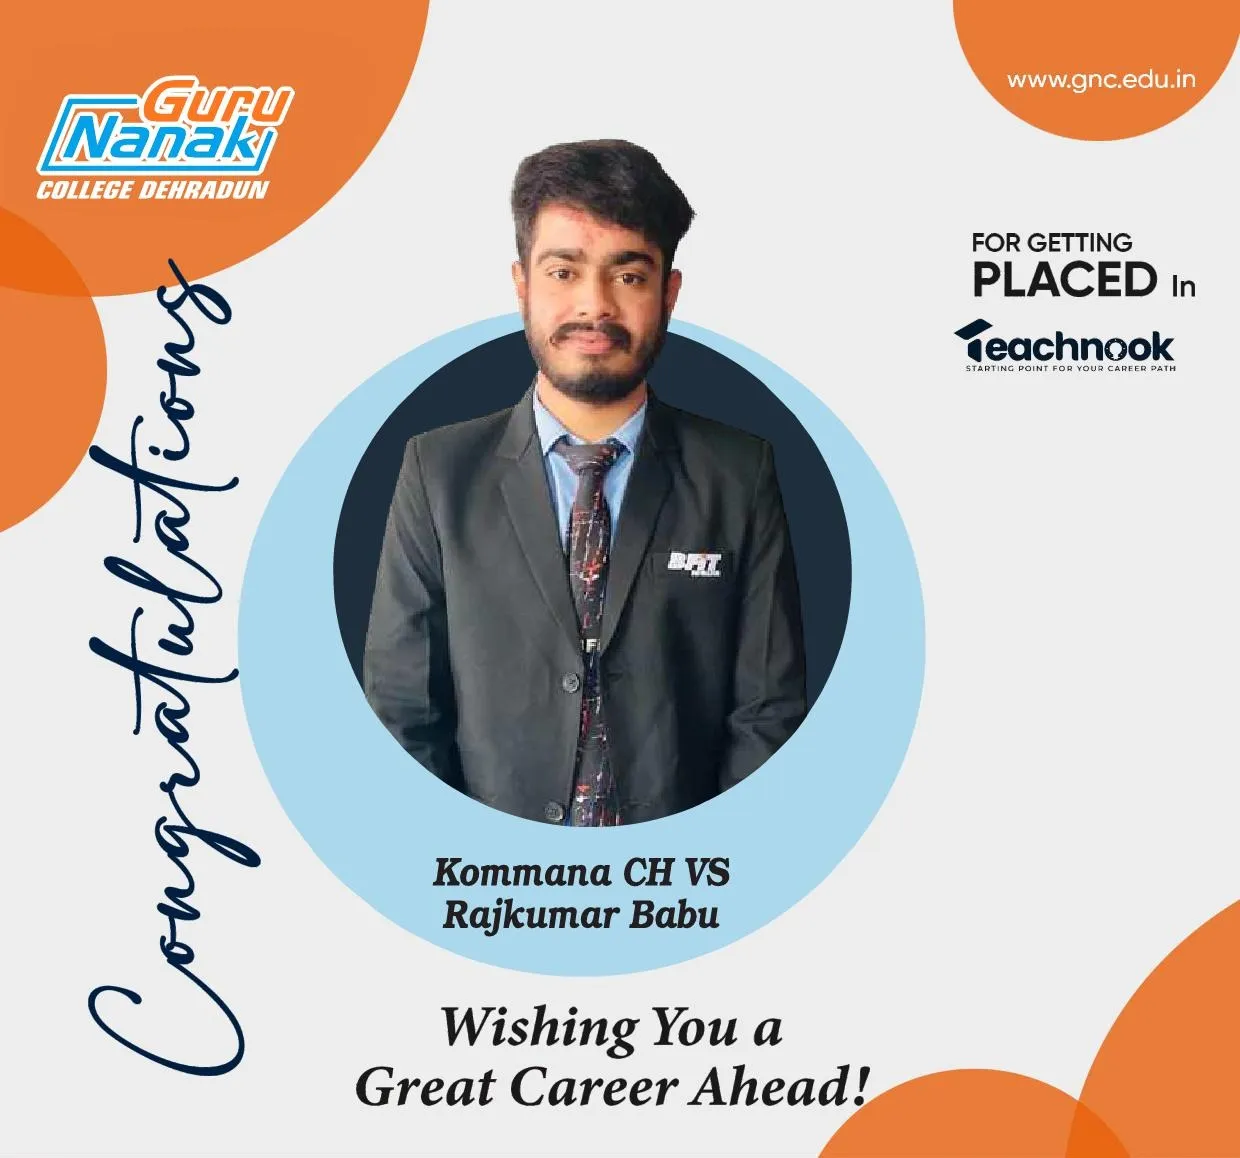 Guru
Nanak
COLLEGE DEHRADUN
www.gnc.edu.in
Congratulations
FOR GETTING
PLACED In
Teachnook
STARTING POINT FOR YOUR CAREER PATH
BFIT
Kommana CH VS
Rajkumar Babu
Wishing You a
Great Career Ahead!